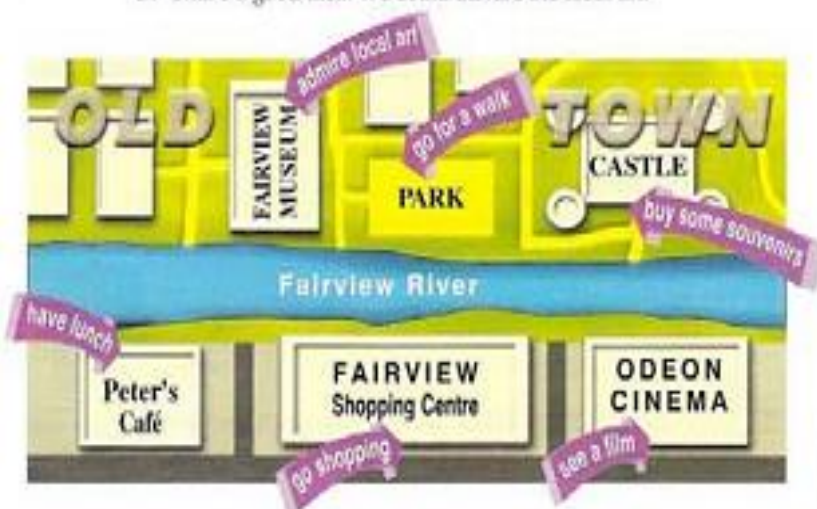 admire local art
go for a walk
OLD TOWN
FAIRVIEW
MUSEUM
PARK
CASTLE
buy some souvenirs
Fairview River
have lunch
Peter's
Café
FAIRVIEW
Shopping Centre
ODEON
CINEMA
go shopping
see a film